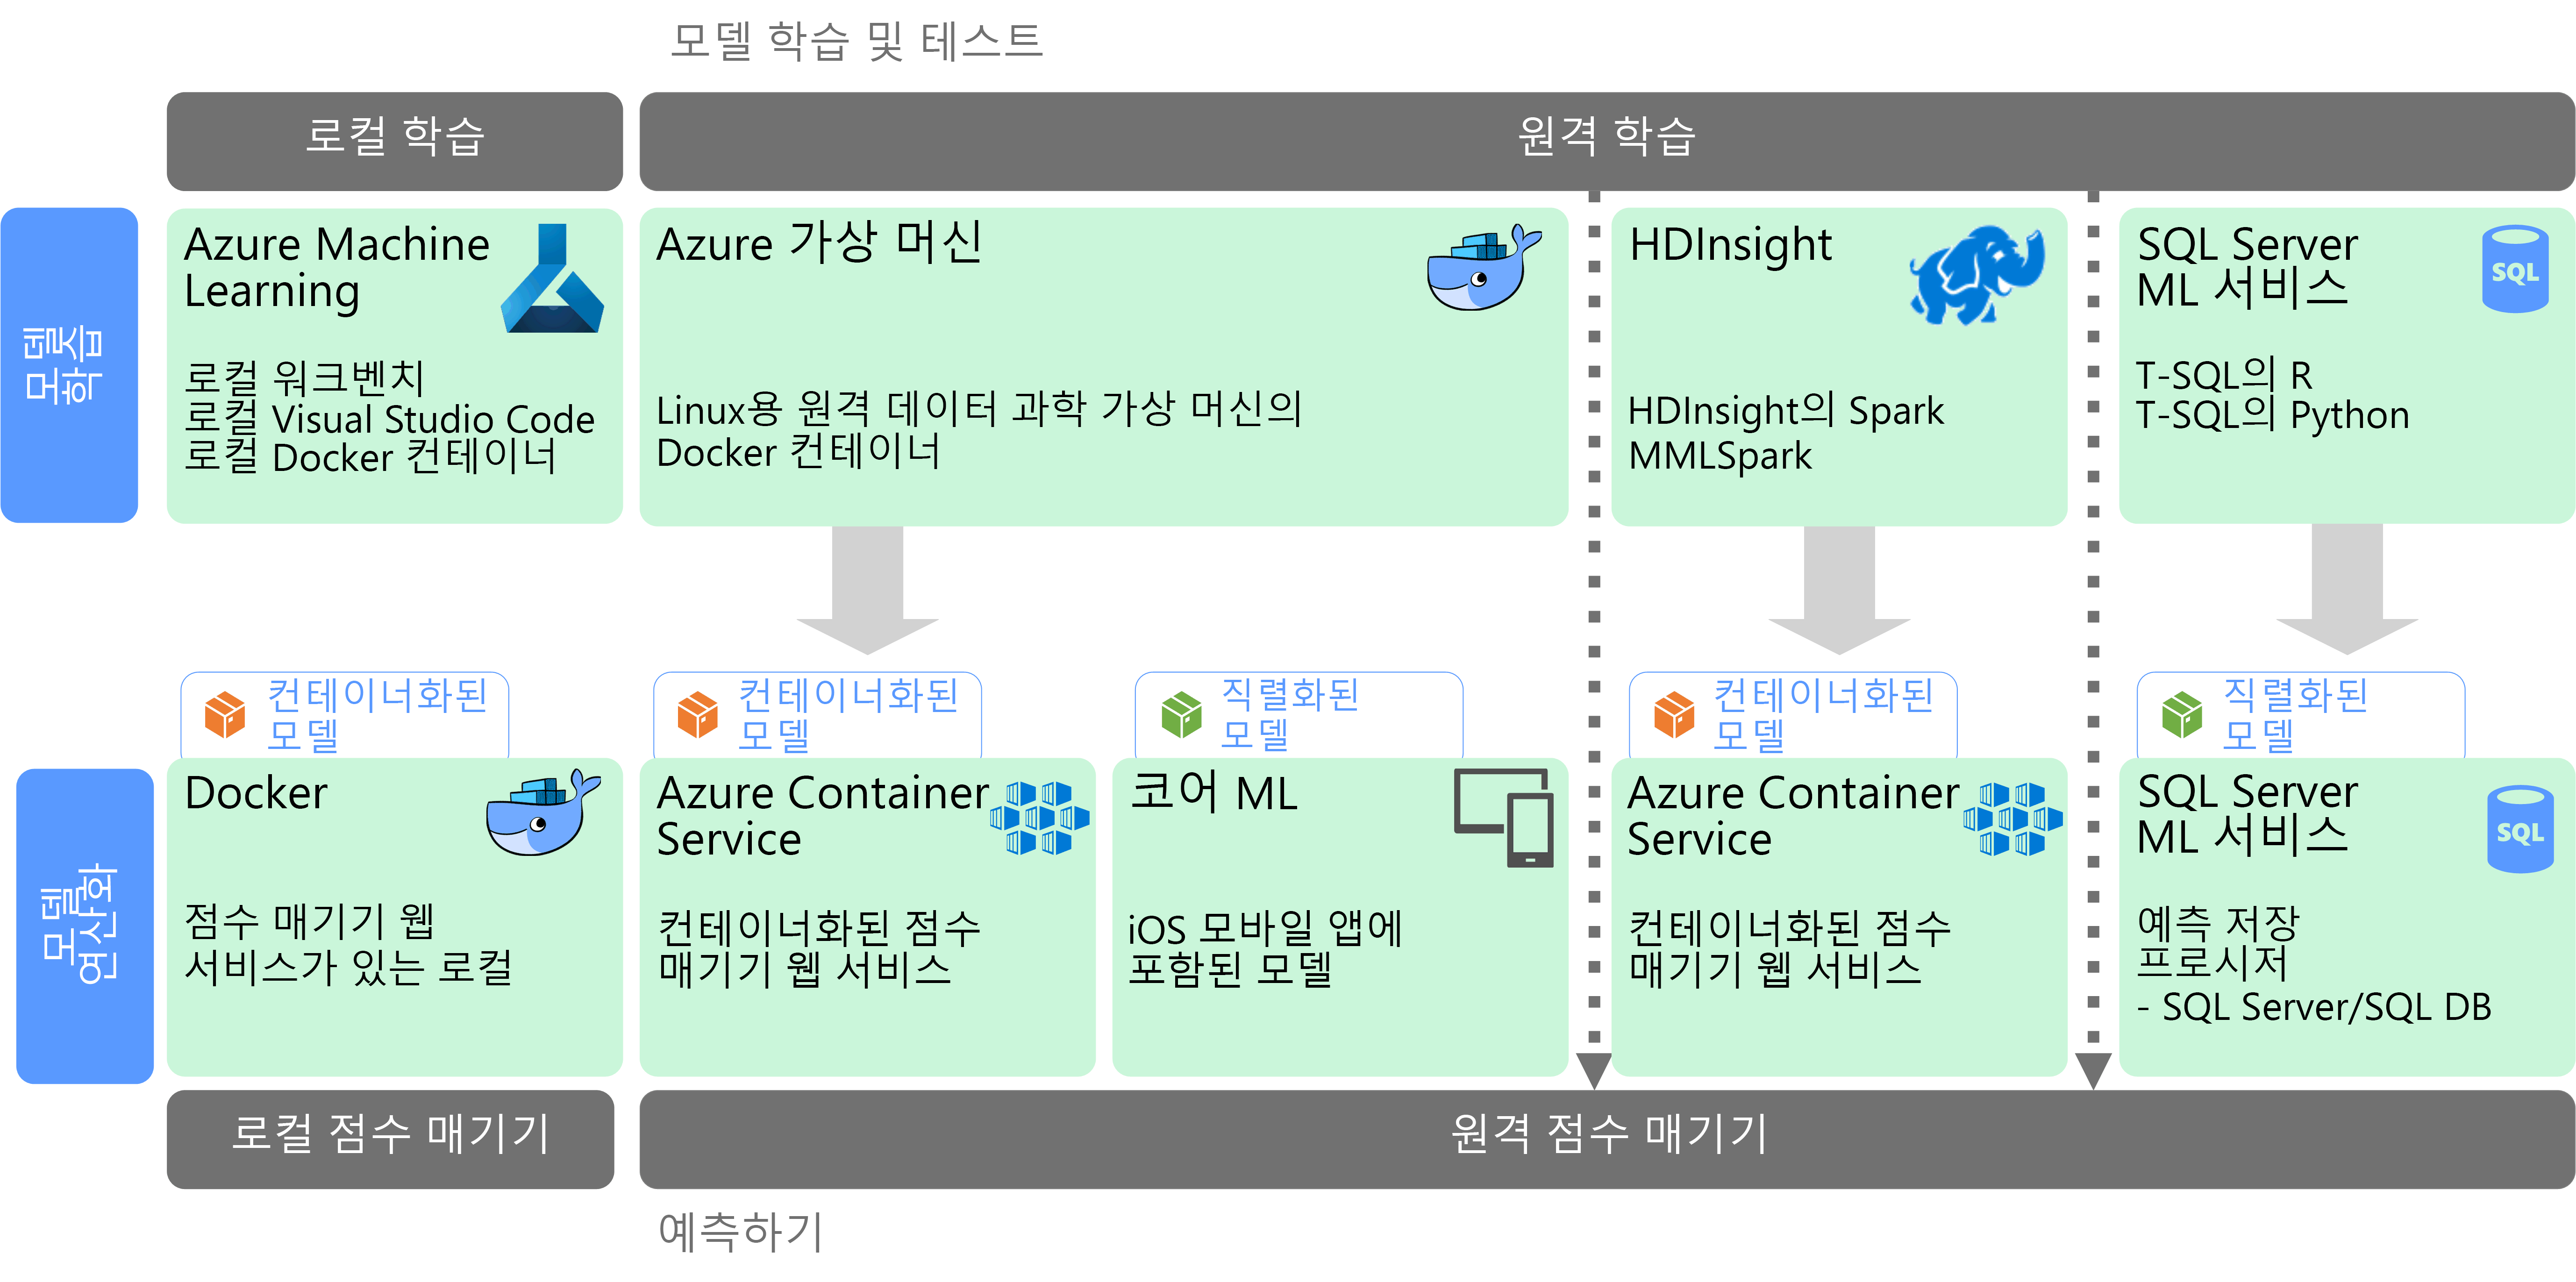 모델 학습 및 테스트
로컬 학습
원격 학습
모델
학습
Azure Machine
Learning
로컬 워크벤치
로컬 Visual Studio Code
로컬 Docker 컨테이너
Azure 가상 머신
Linux용 원격 데이터 과학 가상 머신의
Docker 컨테이너
HDInsight
HDInsight의 Spark
MMLSpark
SQL Server
ML 서비스
SQL
T-SQL의 R
T-SQL의 Python
모델
연산화
컨테이너화된
모델
Docker
점수 매기기 웹
서비스가 있는 로컬
컨테이너화된
모델
Azure Container
Service
컨테이너화된 점수
매기기 웹 서비스
직렬화된
모델
코어 ML
iOS 모바일 앱에
포함된 모델
컨테이너화된
모델
Azure Container
Service
컨테이너화된 점수
매기기 웹 서비스
직렬화된
모델
SQL Server
ML 서비스
SQL
예측 저장
프로시저
- SQL Server/SQL DB
로컬 점수 매기기
원격 점수 매기기
예측하기